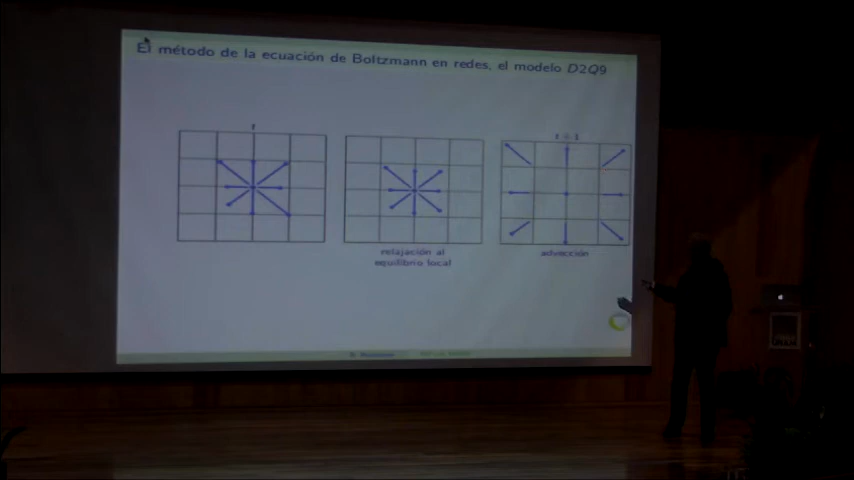 El método de la ecuación de Boltzmann en redes, el modelo D2Q9
t
t + 1
relajación al
equilibrio local
advección